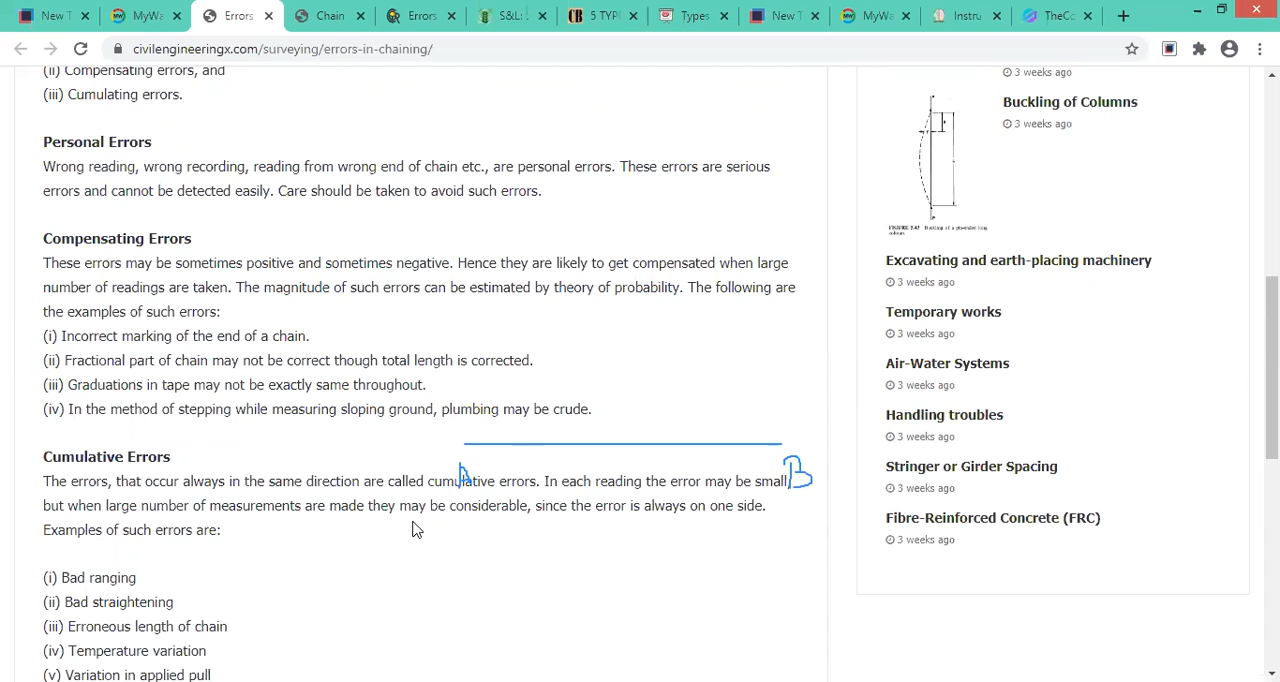 New T
MyWa
Errors
Chain
Errors
S&L:
5 TYPI
Types
New T
MyWa
Instru
TheCc
civilengineeringx.com/surveying/errors-in-chaining/
(ii) Compensating errors, and
(iii) Cumulating errors.
Personal Errors
Wrong reading, wrong recording, reading from wrong end of chain etc., are personal errors. These errors are serious
errors and cannot be detected easily. Care should be taken to avoid such errors.
Compensating Errors
These errors may be sometimes positive and sometimes negative. Hence they are likely to get compensated when large
number of readings are taken. The magnitude of such errors can be estimated by theory of probability. The following are
the examples of such errors:
(i) Incorrect marking of the end of a chain.
(ii) Fractional part of chain may not be correct though total length is corrected.
(iii) Graduations in tape may not be exactly same throughout.
(iv) In the method of stepping while measuring sloping ground, plumbing may be crude.
A
B
Cumulative Errors
The errors, that occur always in the same direction are called cumulative errors. In each reading the error may be small,
but when large number of measurements are made they may be considerable, since the error is always on one side.
Examples of such errors are:
(i) Bad ranging
(ii) Bad straightening
(iii) Erroneous length of chain
(iv) Temperature variation
(v) Variation in applied pull
3 weeks ago
Buckling of Columns
3 weeks ago
Excavating and earth-placing machinery
3 weeks ago
Temporary works
3 weeks ago
Air-Water Systems
3 weeks ago
Handling troubles
3 weeks ago
Stringer or Girder Spacing
3 weeks ago
Fibre-Reinforced Concrete (FRC)
3 weeks ago